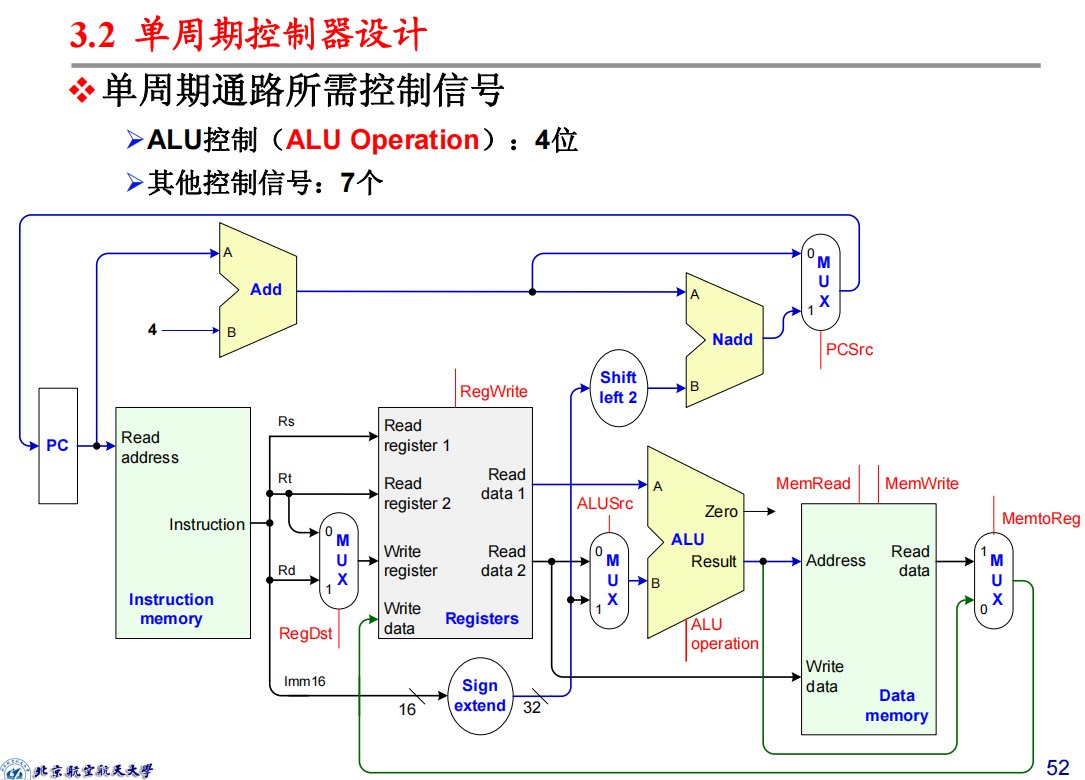 3.2 单周期控制器设计
❖单周期通路所需控制信号
➢ALU控制（ALU Operation）：4位
➢其他控制信号：7个
A
Add
4
B
0
M
U
X
1
PCSrc
A
Nadd
B
Shift
left 2
RegWrite
PC
Read
address
Instruction
Instruction
memory
Rs
Rt
Rd
0
M
U
X
1
RegDst
Imm16
16
Sign
extend
32
Read
register 1
Read
register 2
Write
register
Write
data
Read
data 1
Read
data 2
Registers
ALUSrc
0
M
U
X
1
A
Zero
ALU
Result
B
ALU
operation
MemRead
MemWrite
Address
Read
data
Write
data
Data
memory
MemtoReg
1
M
U
X
0
北京航空航天大学
52